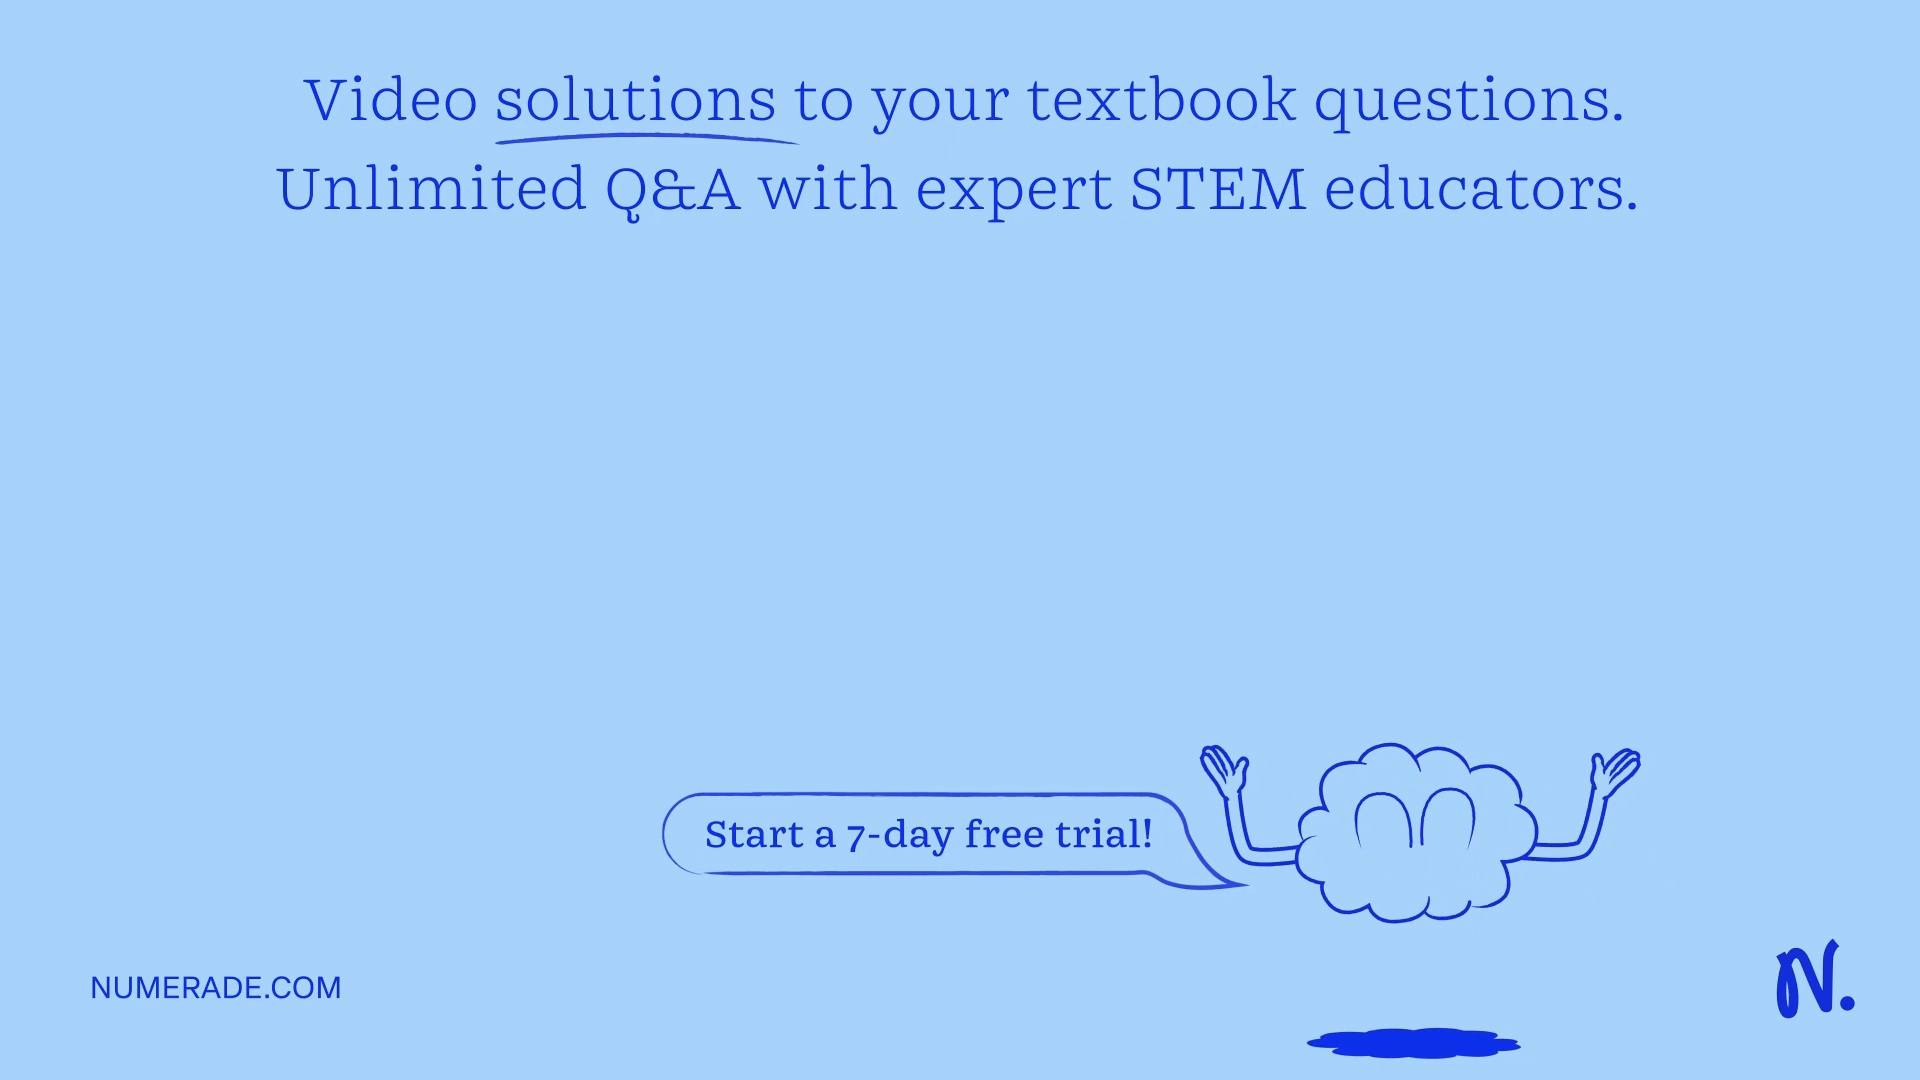 Video solutions to your textbook questions.
Unlimited Q&A with expert STEM educators.
Start a 7-day free trial!
NUMERADE.COM
N.